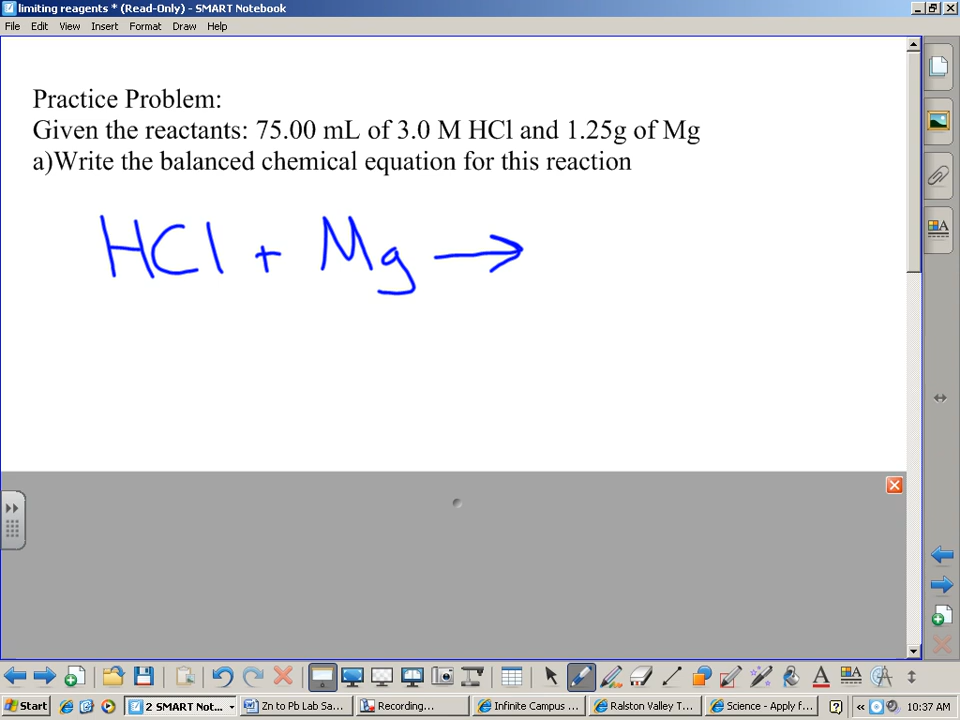 limiting reagents * (Read-Only) - SMART Notebook
File Edit View Insert Format Draw Help
Practice Problem:
Given the reactants: 75.00 mL of 3.0 M HCl and 1.25g of Mg
a)Write the balanced chemical equation for this reaction
HCl + Mg →
Start 2 SMART Not... Zn to Pb Lab Sa... Recording... Infinite Campus ... Ralston Valley T... Science - Apply f... 10:37 AM